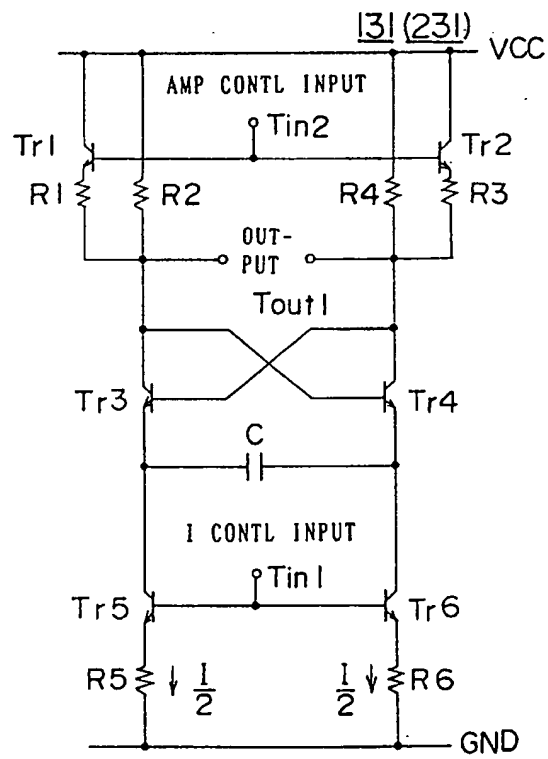 131 (231)
VCC
AMP CONTL INPUT
Tin2
Tr1
Tr2
R1
R2
R4
R3
OUT-
PUT
Tout1
Tr3
Tr4
C
I CONTL INPUT
Tin1
Tr5
Tr6
R5
I/2
I/2
R6
GND